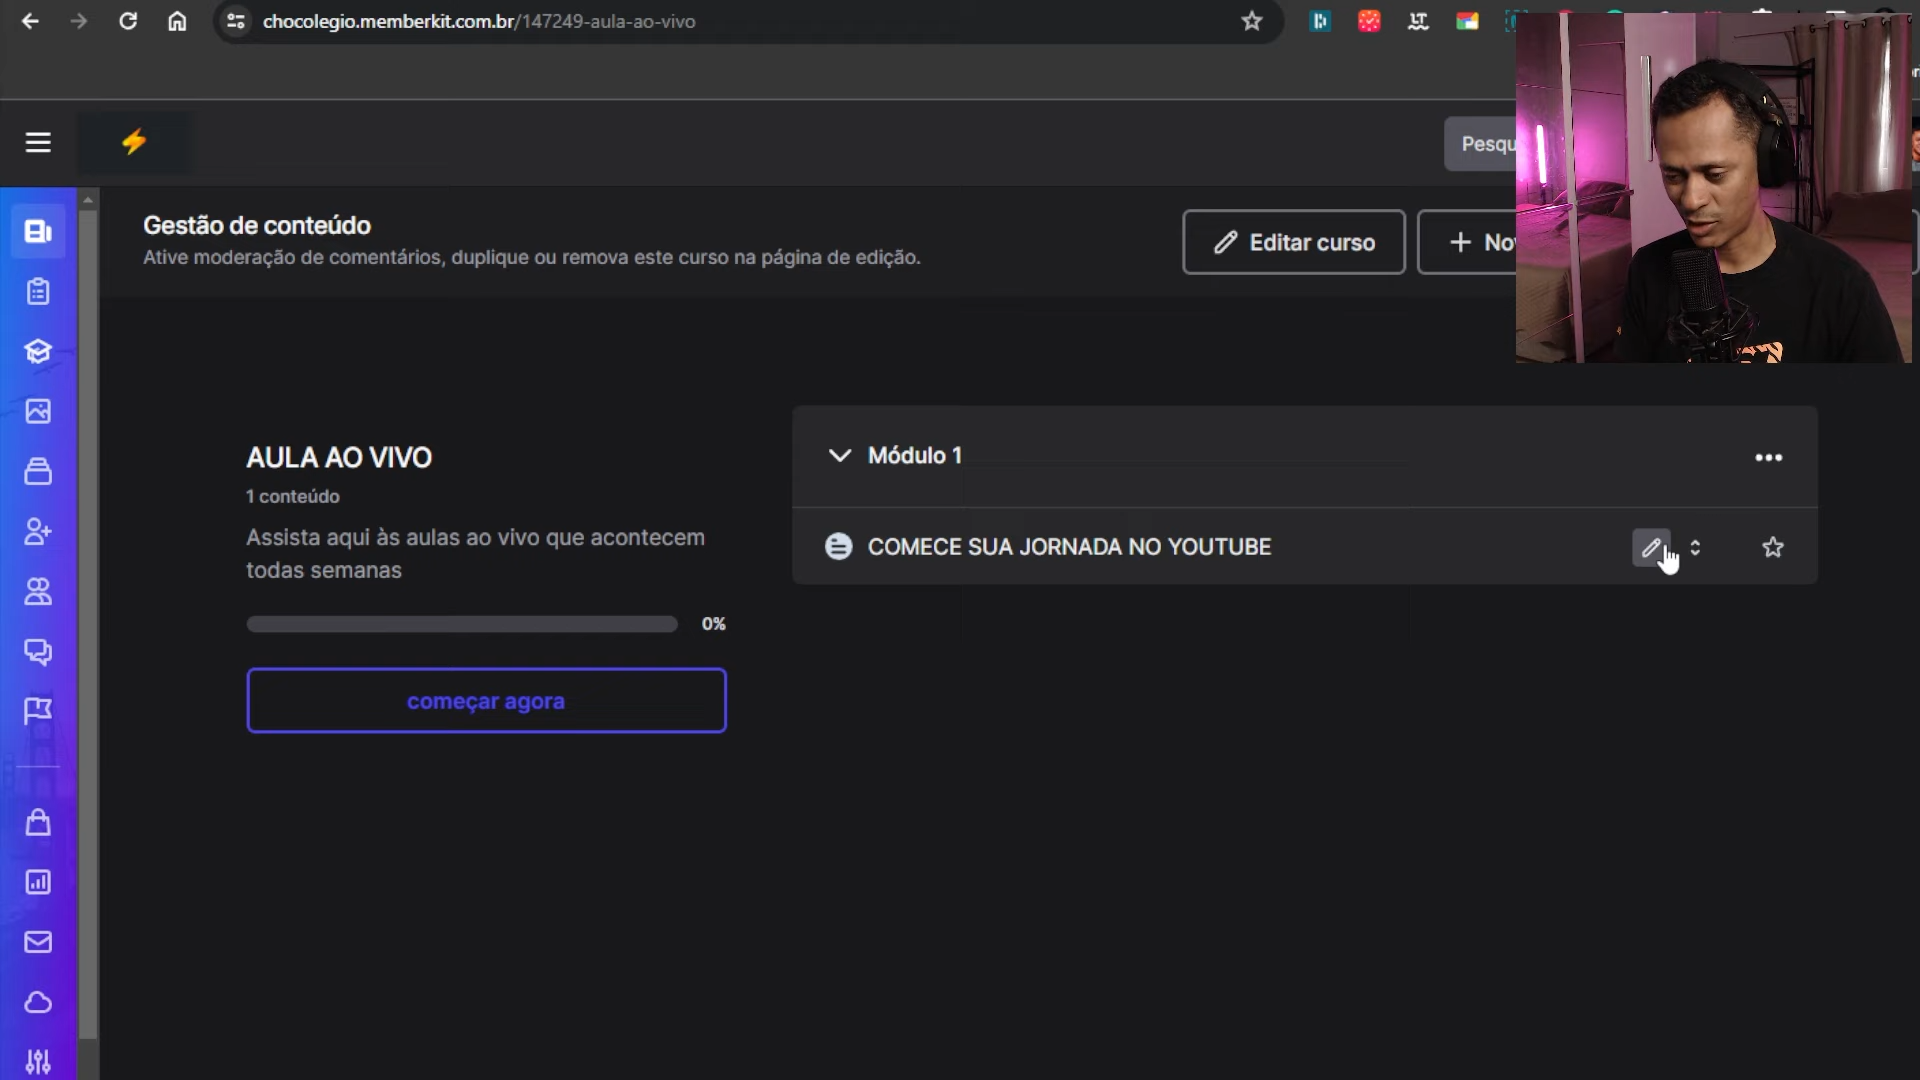 chocolegio.memberkit.com.br/147249-aula-ao-vivo
Pesqu
Gestão de conteúdo
Ative moderação de comentários, duplique ou remova este curso na página de edição.
Editar curso
+ No
AULA AO VIVO
1 conteúdo
Assista aqui às aulas ao vivo que acontecem
todas semanas
0%
começar agora
Módulo 1
COMECE SUA JORNADA NO YOUTUBE